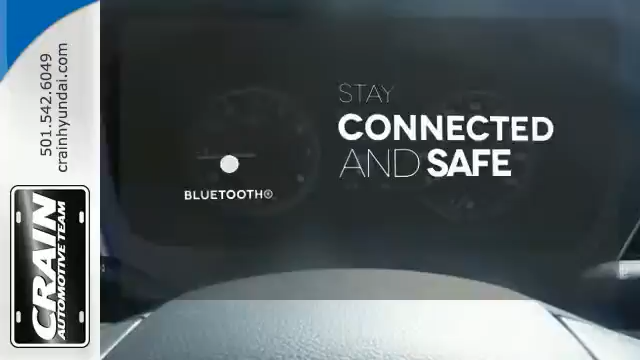 501.542.6049
crainhyundai.com
CRAIN
AUTOMOTIVE TEAM
STAY
CONNECTED
AND SAFE
BLUETOOTH®